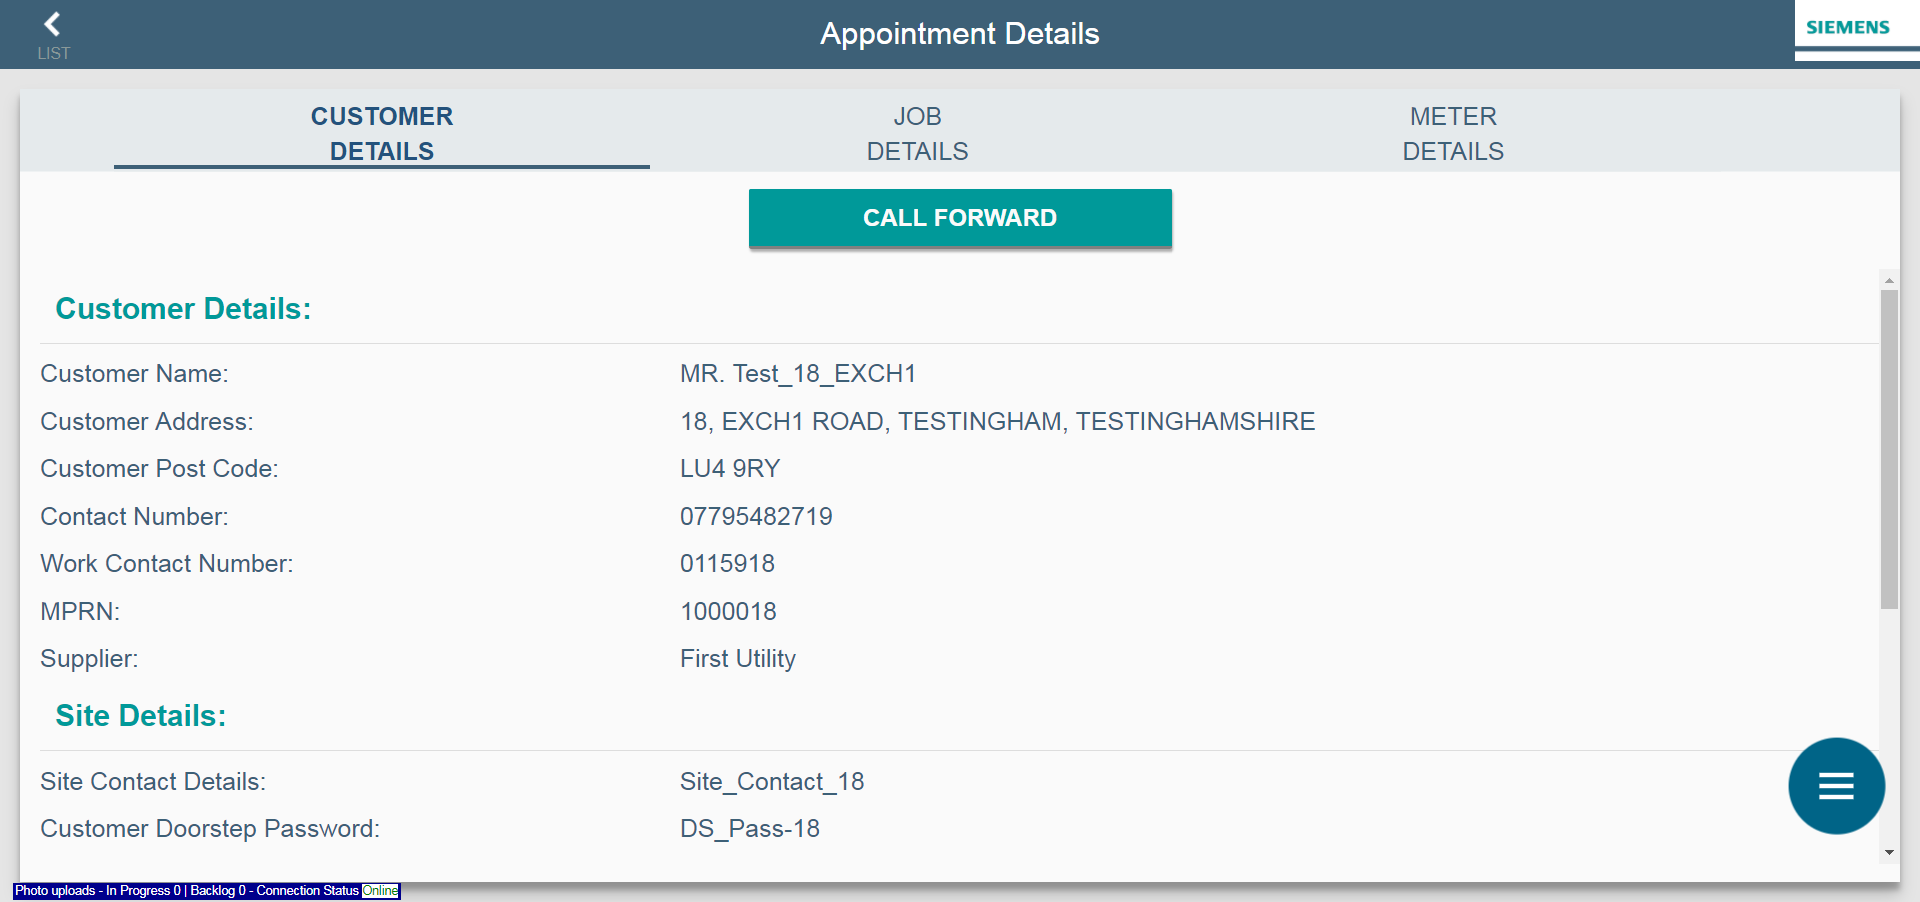 LIST
Appointment Details
SIEMENS
CUSTOMER
DETAILS
JOB
DETAILS
METER
DETAILS
CALL FORWARD
Customer Details:
Customer Name: MR. Test_18_EXCH1
Customer Address: 18, EXCH1 ROAD, TESTINGHAM, TESTINGHAMSHIRE
Customer Post Code: LU4 9RY
Contact Number: 07795482719
Work Contact Number: 0115918
MPRN: 1000018
Supplier: First Utility
Site Details:
Site Contact Details: Site_Contact_18
Customer Doorstep Password: DS_Pass-18
Photo uploads - In Progress 0 | Backlog 0 - Connection Status Online